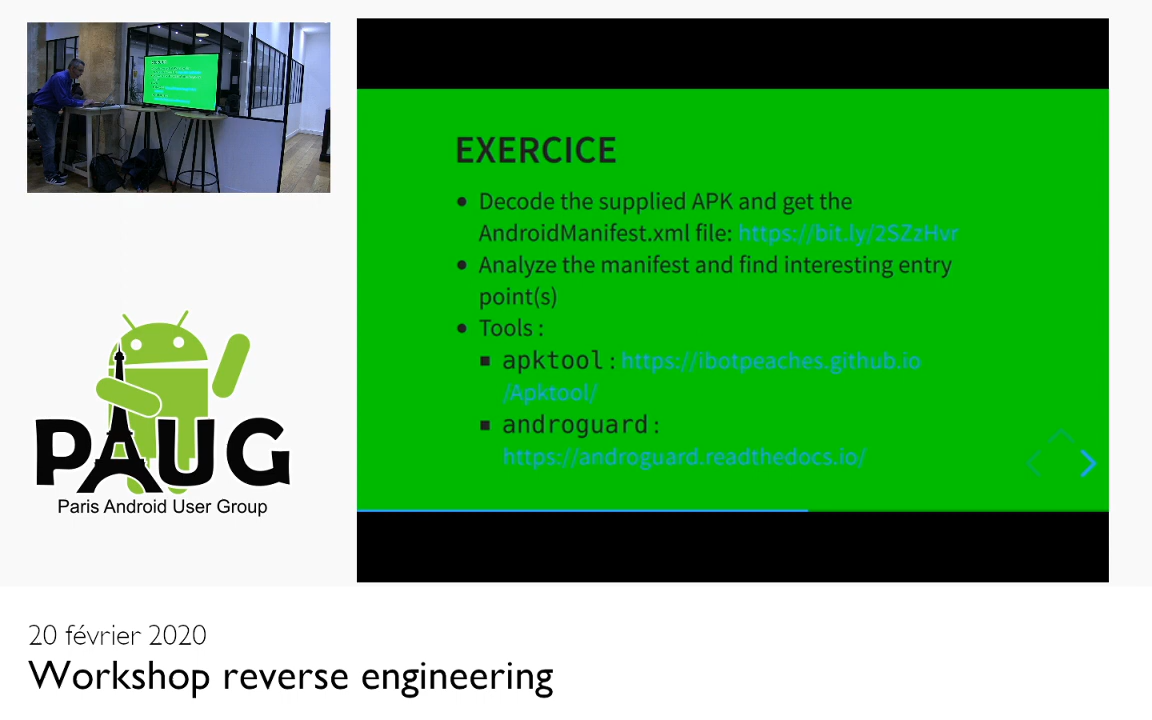 EXERCICE
• Decode the supplied APK and get the
AndroidManifest.xml file: https://bit.ly/2SZzHvr
• Analyze the manifest and find interesting entry
point(s)
• Tools :
▪ apktool : https://ibotpeaches.github.io
/Apktool/
▪ androguard :
https://androguard.readthedocs.io/
PAUG
Paris Android User Group
20 février 2020
Workshop reverse engineering